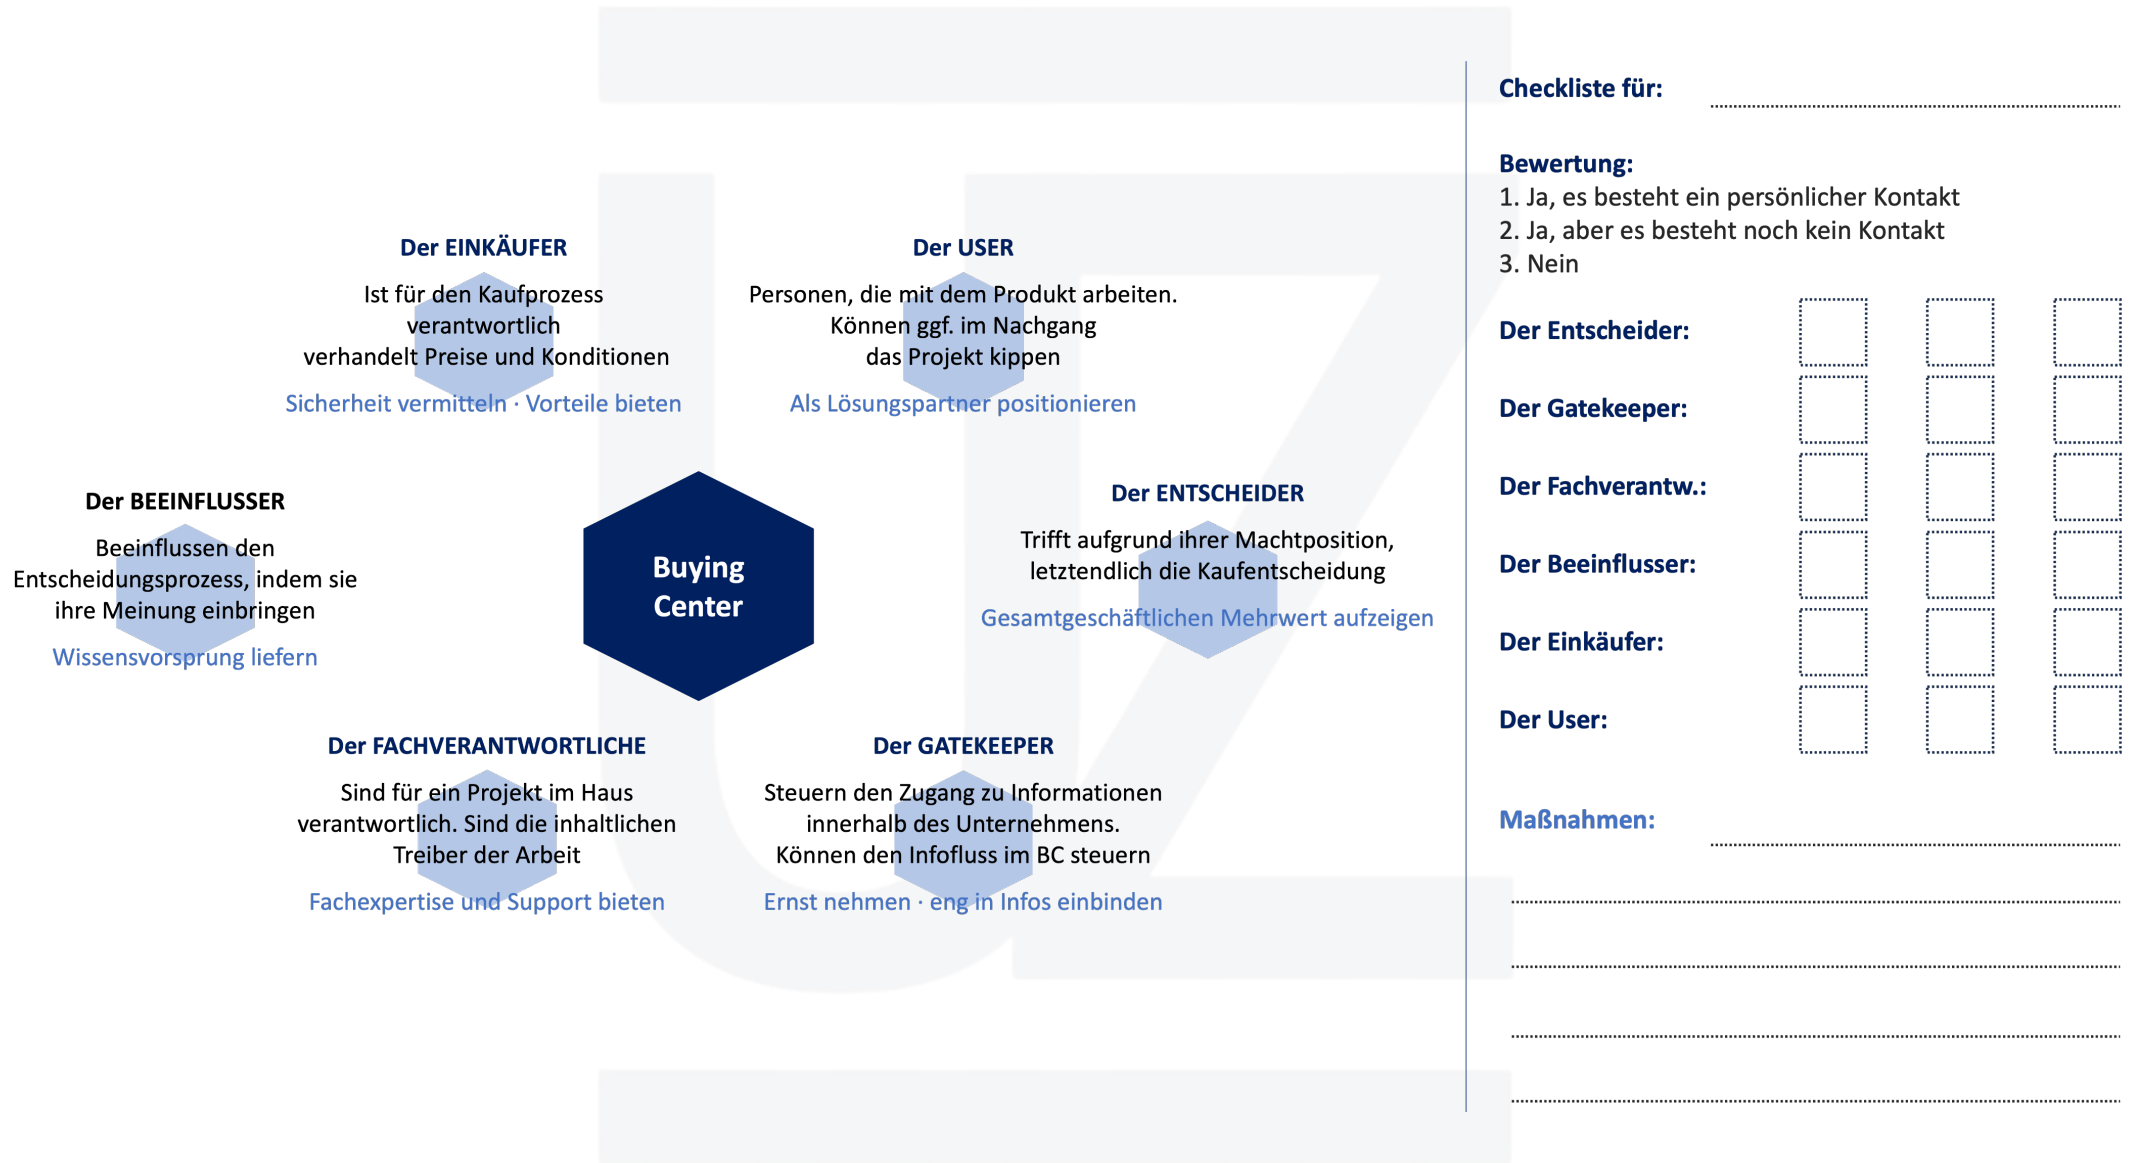 Der EINKÄUFER
Ist für den Kaufprozess
verantwortlich
verhandelt Preise und Konditionen
Sicherheit vermitteln · Vorteile bieten
Der USER
Personen, die mit dem Produkt arbeiten.
Können ggf. im Nachgang
das Projekt kippen
Als Lösungspartner positionieren
Der BEEINFLUSSER
Beeinflussen den
Entscheidungsprozess, indem sie
ihre Meinung einbringen
Wissensvorsprung liefern
Buying
Center
Der ENTSCHEIDER
Trifft aufgrund ihrer Machtposition,
letztendlich die Kaufentscheidung
Gesamtgeschäftlichen Mehrwert aufzeigen
Der FACHVERANTWORTLICHE
Sind für ein Projekt im Haus
verantwortlich. Sind die inhaltlichen
Treiber der Arbeit
Fachexpertise und Support bieten
Der GATEKEEPER
Steuern den Zugang zu Informationen
innerhalb des Unternehmens.
Können den Infofluss im BC steuern
Ernst nehmen · eng in Infos einbinden
Checkliste für:
Bewertung:
1. Ja, es besteht ein persönlicher Kontakt
2. Ja, aber es besteht noch kein Kontakt
3. Nein
Der Entscheider:
Der Gatekeeper:
Der Fachverantw.:
Der Beeinflusser:
Der Einkäufer:
Der User:
Maßnahmen:
UZ